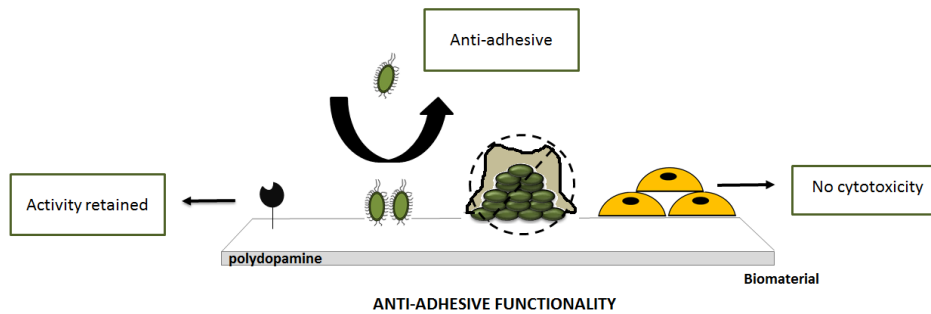 Anti-adhesive
Activity retained
No cytotoxicity
polydopamine
Biomaterial
ANTI-ADHESIVE FUNCTIONALITY